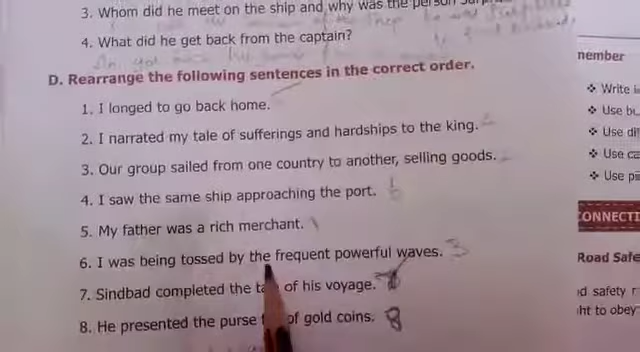 3. Whom did he meet on the ship and why was the person
4. What did he get back from the captain?
D. Rearrange the following sentences in the correct order.
1. I longed to go back home.
2. I narrated my tale of sufferings and hardships to the king.
3. Our group sailed from one country to another, selling goods.
4. I saw the same ship approaching the port. 6
5. My father was a rich merchant. 1
6. I was being tossed by the frequent powerful waves. 3
7. Sindbad completed the of his voyage.
8. He presented the purse of gold coins. 8
nember
❖ Write
❖ Use
❖ Use
❖ Use
❖ Use
CONNECTI
Road Safe
safety
to obey